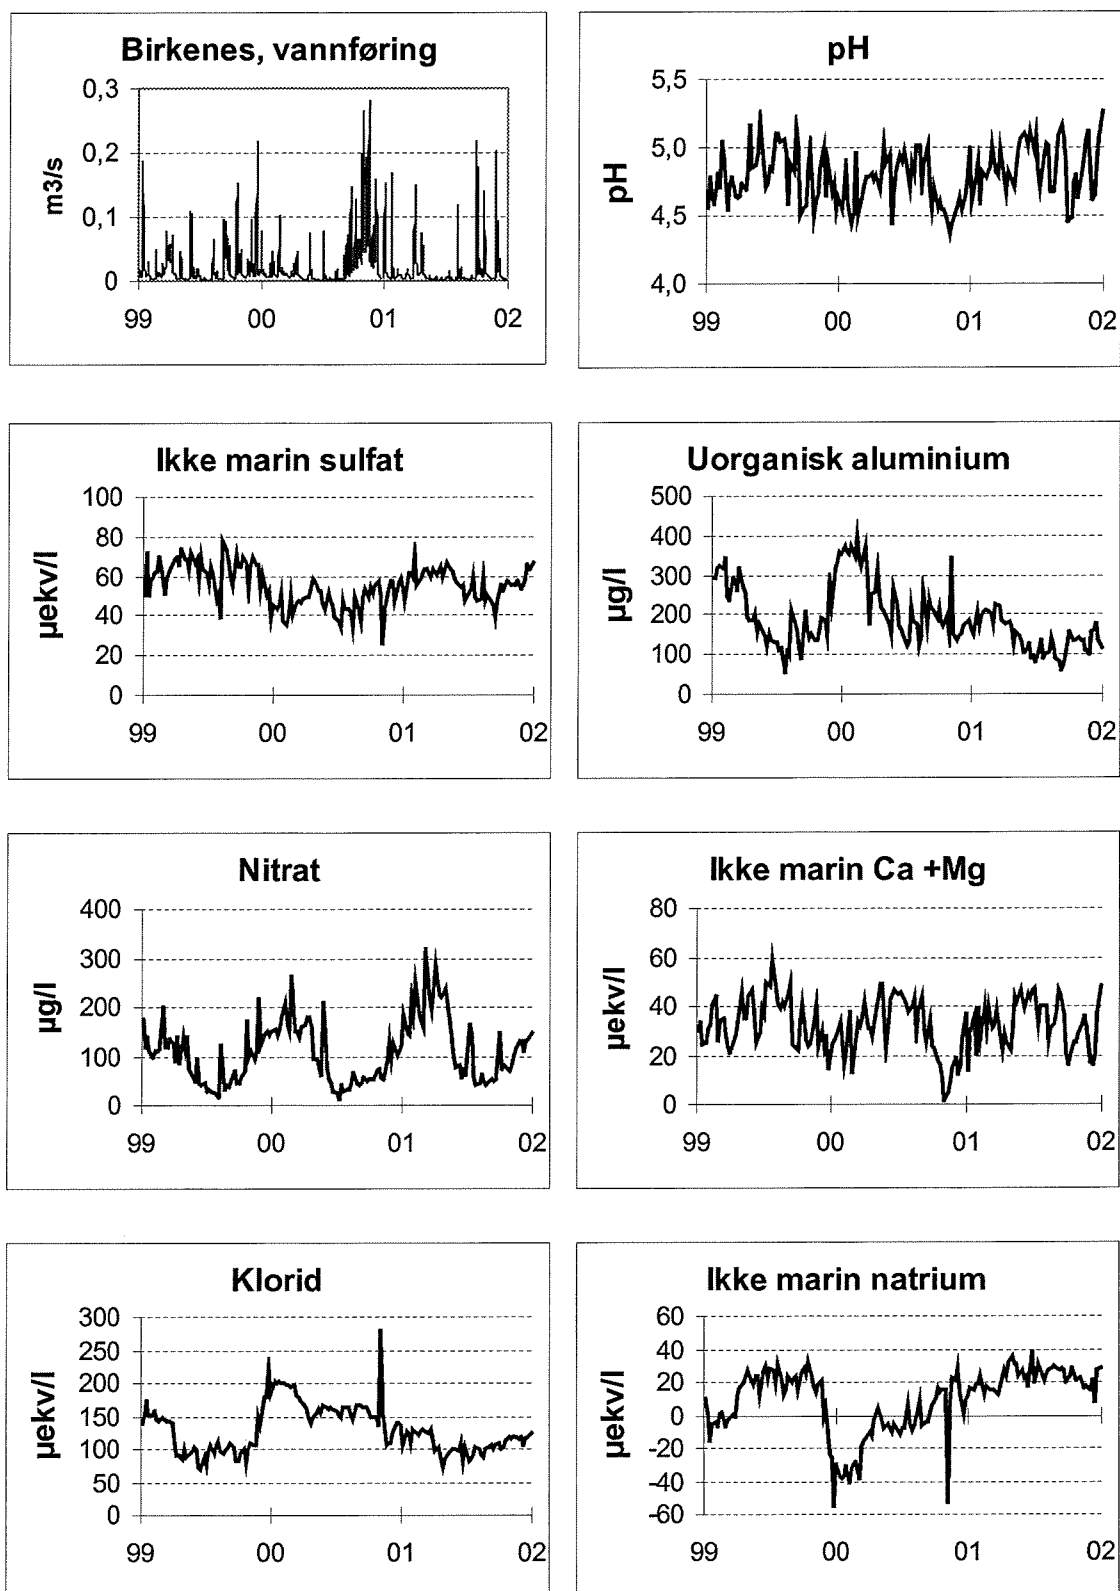 Birkenes, vannføring
m3/s
0,3
0,2
0,1
0
99 00 01 02
pH
pH
5,5
5,0
4,5
4,0
99 00 01 02
Ikke marin sulfat
µekv/l
100
80
60
40
20
0
99 00 01 02
Uorganisk aluminium
µg/l
500
400
300
200
100
0
99 00 01 02
Nitrat
µg/l
400
300
200
100
0
99 00 01 02
Ikke marin Ca +Mg
µekv/l
80
60
40
20
0
99 00 01 02
Klorid
µekv/l
300
250
200
150
100
50
0
99 00 01 02
Ikke marin natrium
µekv/l
60
40
20
0
-20
-40
-60
99 00 01 02